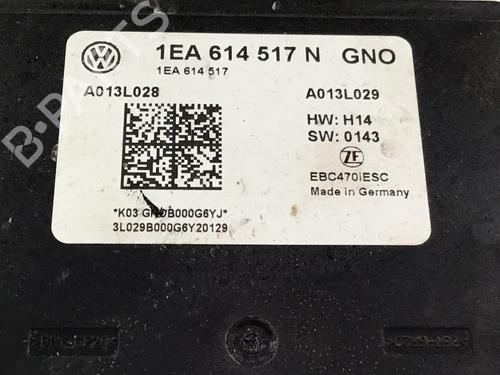 1EA 614 517 N GNO
1EA 614 517
A013L028 A013L029
HW: H14
SW: 0143
ZF
EBC470iESC
Made in Germany
3L029B000G6Y20129
B-PARTS